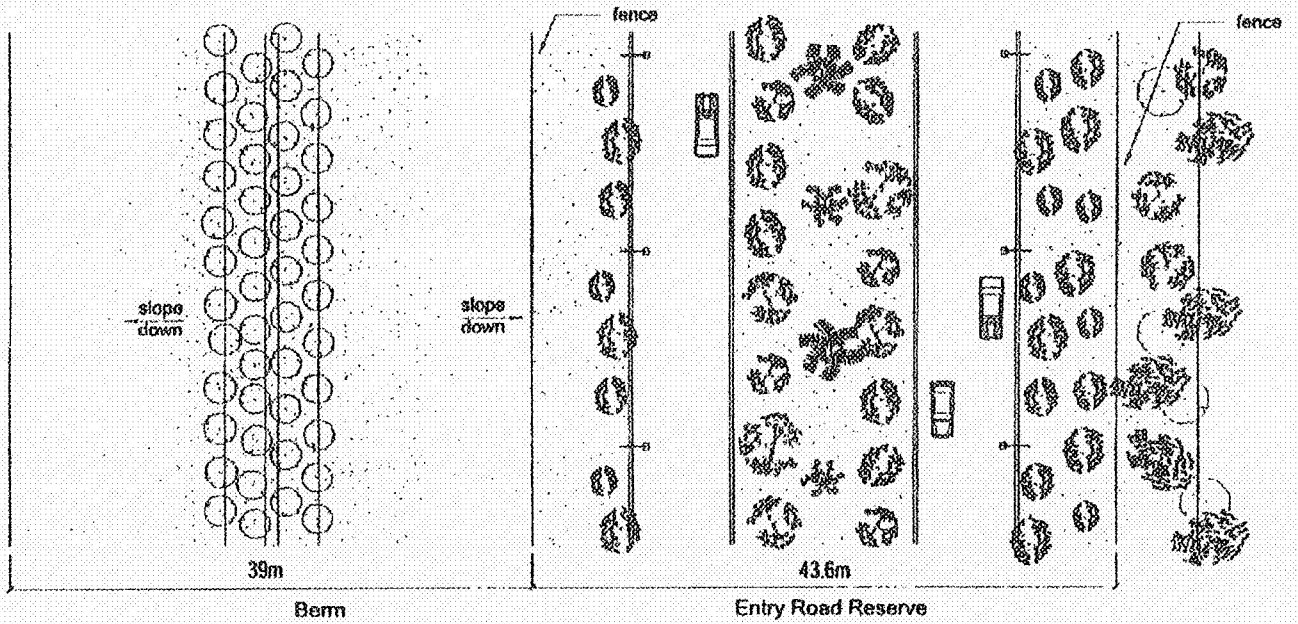 fence
fence
slope
down
slope
down
39m
43.6m
Berm
Entry Road Reserve